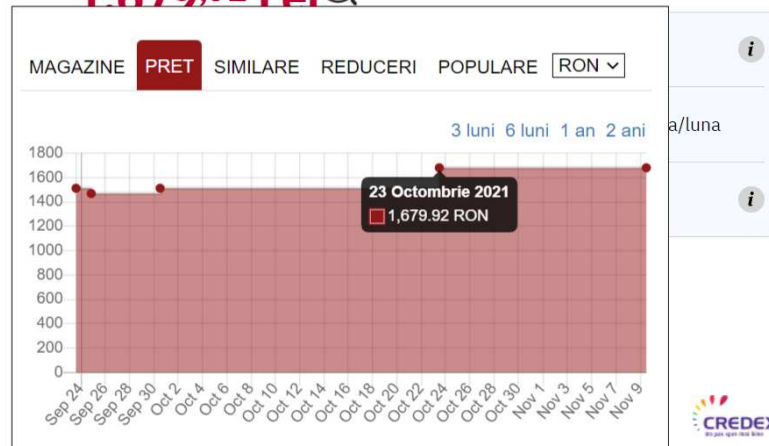 MAGAZINE PRET SIMILARE REDUCERI POPULARE RON
i
a/luna
3 luni 6 luni 1 an 2 ani
1800
1600
1400
1200
1000
800
600
400
200
0
23 Octombrie 2021
1,679.92 RON
i
Sep 24 Sep 26 Sep 28 Sep 30 Oct 2 Oct 4 Oct 6 Oct 8 Oct 10 Oct 12 Oct 14 Oct 16 Oct 18 Oct 20 Oct 22 Oct 24 Oct 26 Oct 28 Oct 30 Nov 1 Nov 3 Nov 5 Nov 7 Nov 9
CREDEX